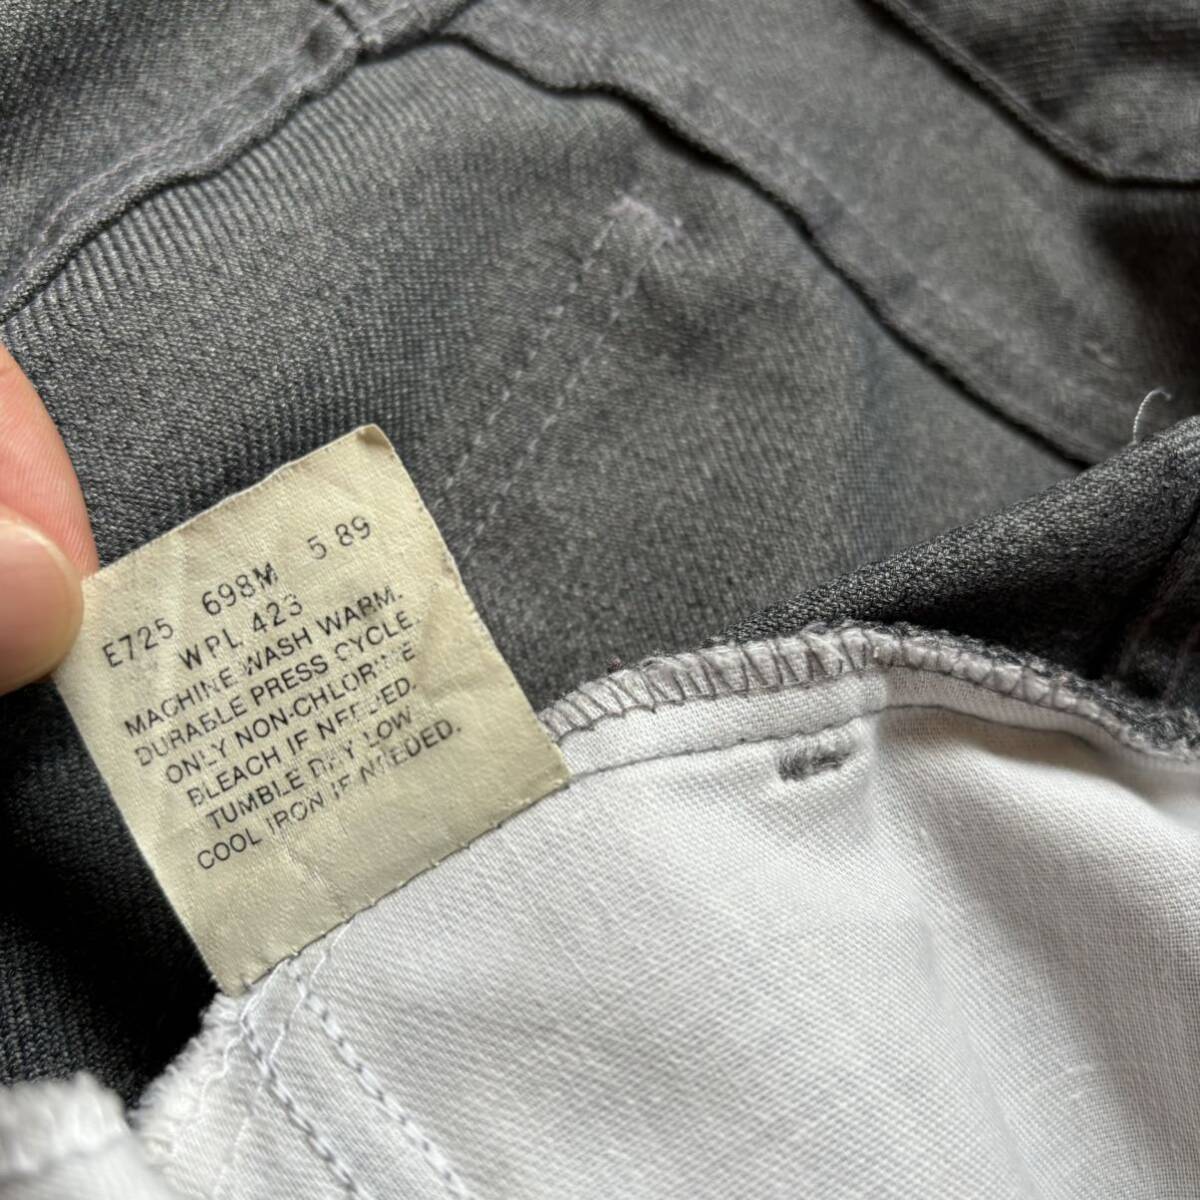 E725 698M 5 89
WPL 423
MACHINE WASH WARM.
DURABLE PRESS CYCLE.
ONLY NON-CHLORINE
BLEACH IF NEEDED.
TUMBLE DRY LOW
COOL IRON IF NEEDED.